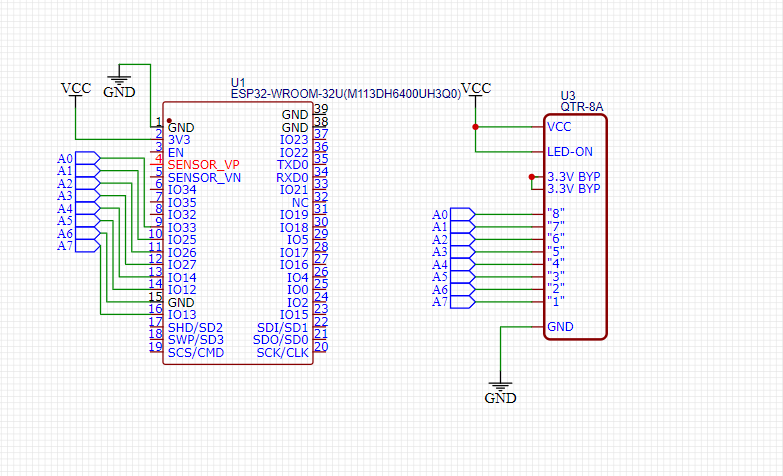 VCC
GND
A0
A1
A2
A3
A4
A5
A6
A7
U1
ESP32-WROOM-32U(M113DH6400UH3Q0)
1 GND
2 3V3
3 EN
4 SENSOR_VP
5 SENSOR_VN
6 IO34
7 IO35
8 IO32
9 IO33
10 IO25
11 IO26
12 IO27
13 IO14
14 IO12
15 GND
16 IO13
17 SHD/SD2
18 SWP/SD3
19 SCS/CMD
GND 39
GND 38
IO23 37
IO22 36
TXD0 35
RXD0 34
IO21 33
NC 32
IO19 31
IO18 30
IO5 29
IO17 28
IO16 27
IO4 26
IO0 25
IO2 24
IO15 23
SDI/SD1 22
SDO/SD0 21
SCK/CLK 20
VCC
U3
QTR-8A
VCC
LED-ON
3.3V BYP
3.3V BYP
A0 "8"
A1 "7"
A2 "6"
A3 "5"
A4 "4"
A5 "3"
A6 "2"
A7 "1"
GND
GND